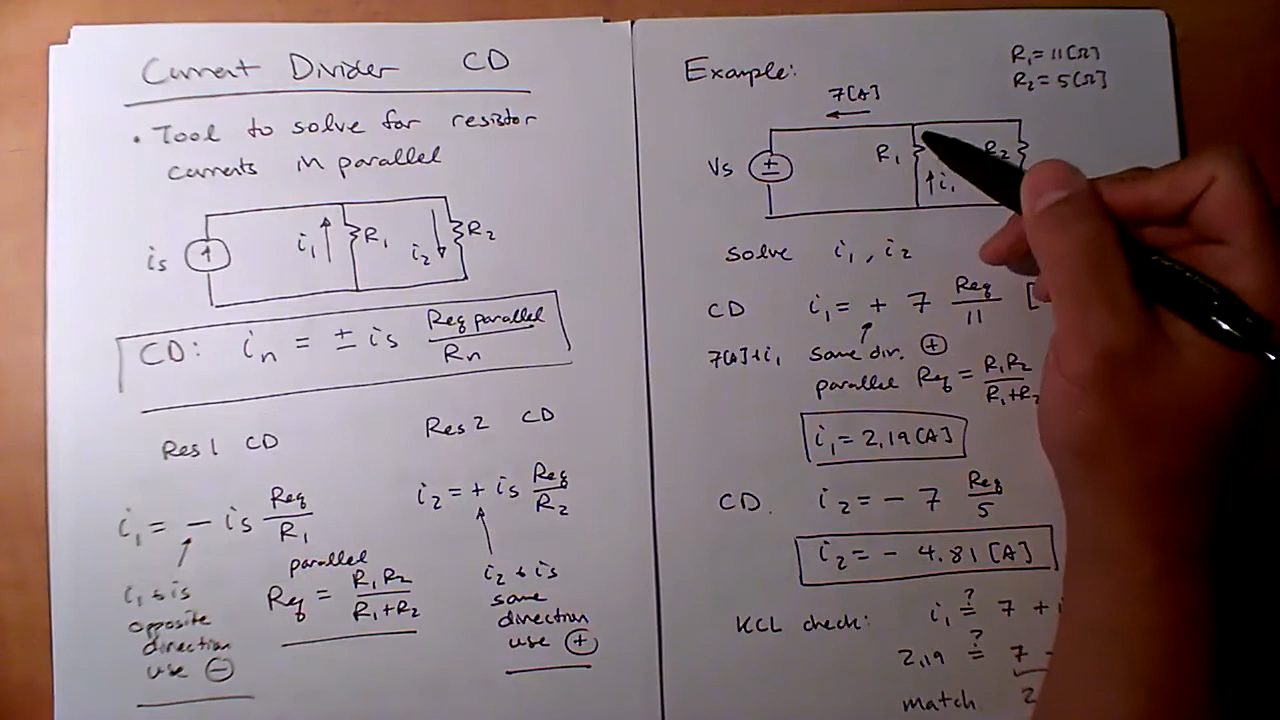 Current Divider CD
• Tool to solve for resistor
currents in parallel
is
i₁
R₁
i₂
R₂
CD: iₙ = ± is Req parallel / Rₙ
Res 1 CD
i₁ = - is Req / R₁
i₁ & is
opposite
direction
use ⊖
parallel
Req = R₁R₂ / R₁+R₂
Res 2 CD
i₂ = + is Req / R₂
i₂ & is
same
direction
use ⊕
Example:
R₁ = 11[Ω]
R₂ = 5[Ω]
7[A]
Vs
R₁
i₁
R₂
solve i₁, i₂
CD i₁ = + 7 Req / 11 [
7[A] & i₁ same dir. ⊕
parallel Req = R₁R₂ / R₁+R₂
i₁ = 2.19[A]
CD. i₂ = - 7 Req / 5
i₂ = - 4.81[A]
KCL check: i₁ ≟ 7 + i
2.19 ≟ 7 -
match 2